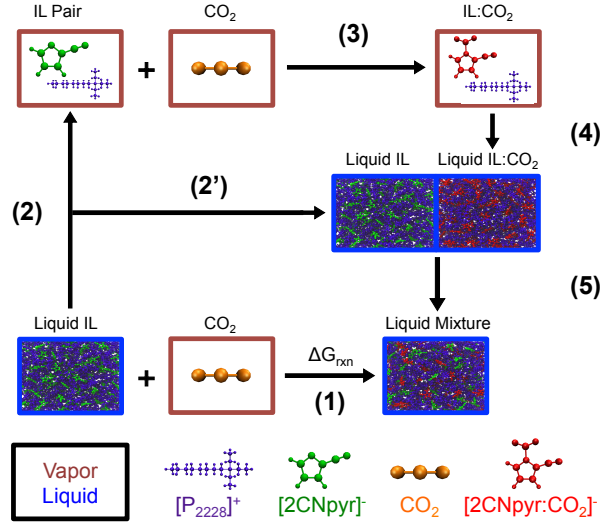 IL Pair
CO₂
IL:CO₂
+
(3)
(4)
Liquid IL
Liquid IL:CO₂
(2)
(2')
(5)
Liquid IL
CO₂
Liquid Mixture
+
ΔG_rxn
(1)
Vapor
Liquid
[P₂₂₂₈]⁺
[2CNpyr]⁻
CO₂
[2CNpyr:CO₂]⁻